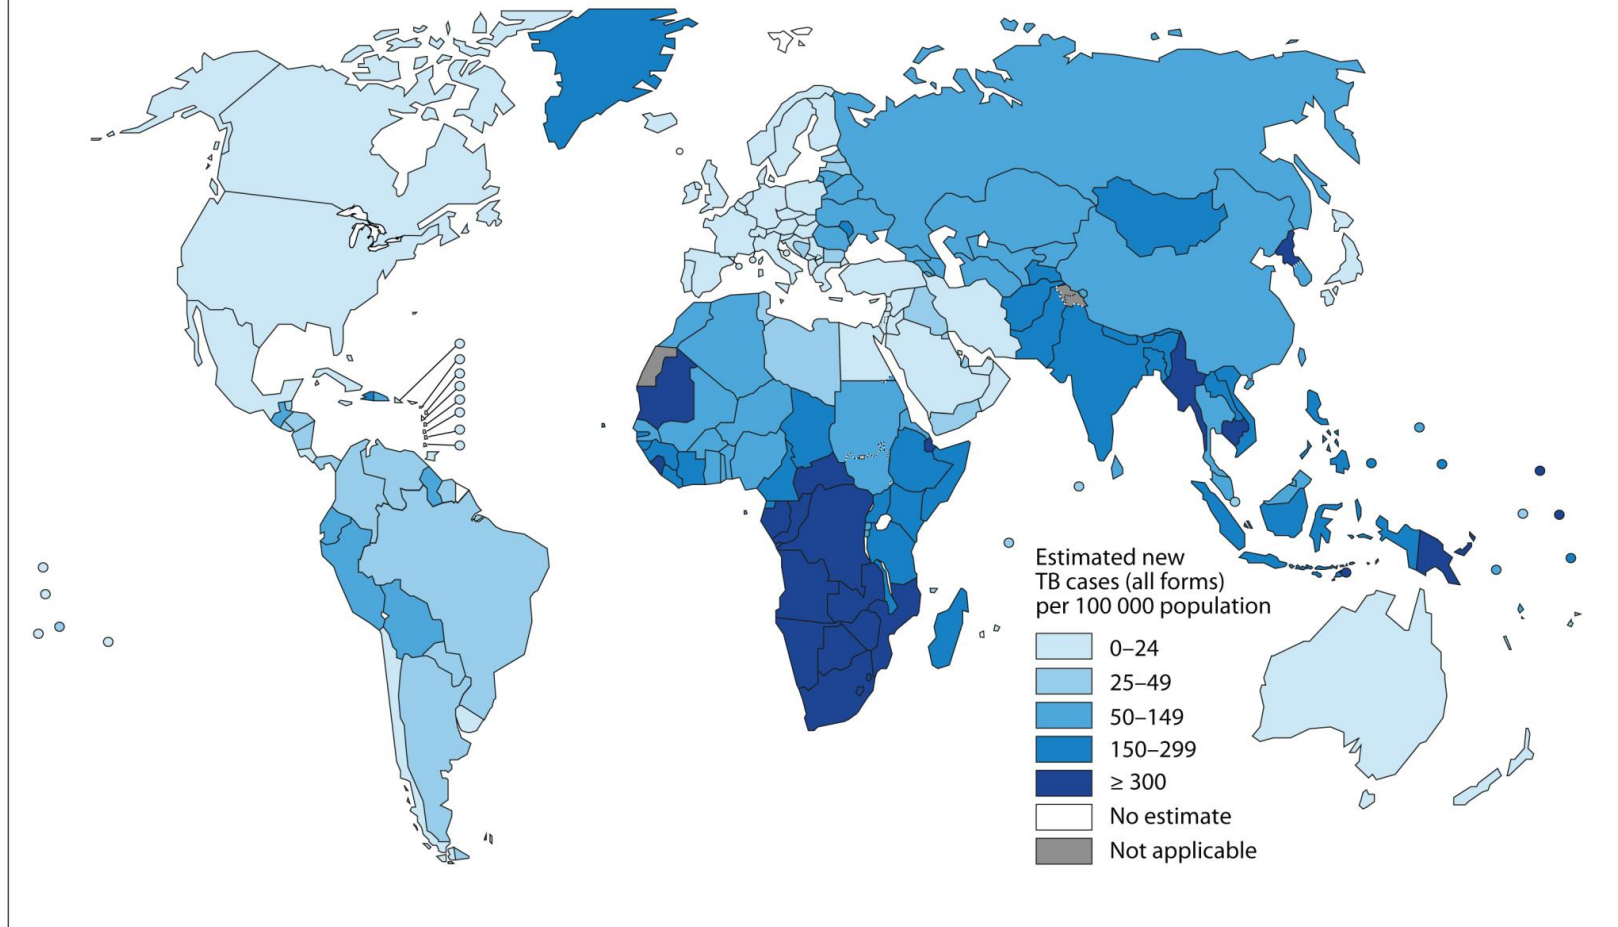 Estimated new
TB cases (all forms)
per 100 000 population
0–24
25–49
50–149
150–299
≥ 300
No estimate
Not applicable